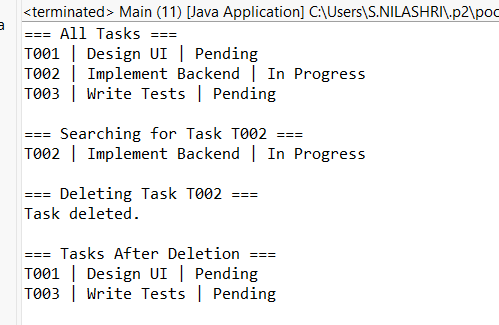 <terminated> Main (11) [Java Application] C:\Users\S.NILASHRI\.p2\poo
=== All Tasks ===
T001 | Design UI | Pending
T002 | Implement Backend | In Progress
T003 | Write Tests | Pending

=== Searching for Task T002 ===
T002 | Implement Backend | In Progress

=== Deleting Task T002 ===
Task deleted.

=== Tasks After Deletion ===
T001 | Design UI | Pending
T003 | Write Tests | Pending